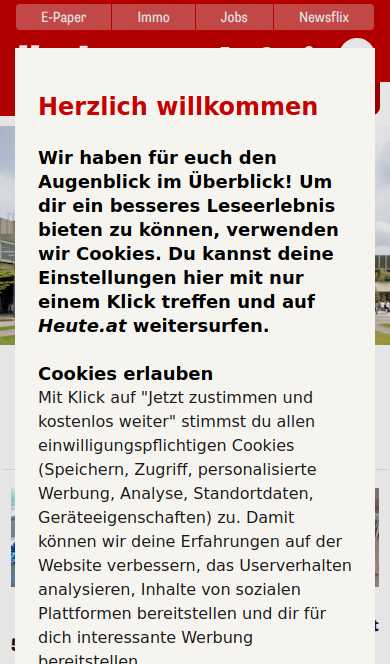 E-Paper Immo Jobs Newsflix
Herzlich willkommen
Wir haben für euch den
Augenblick im Überblick! Um
dir ein besseres Leseerlebnis
bieten zu können, verwenden
wir Cookies. Du kannst deine
Einstellungen hier mit nur
einem Klick treffen und auf
Heute.at weitersurfen.
Cookies erlauben
Mit Klick auf "Jetzt zustimmen und
kostenlos weiter" stimmst du allen
einwilligungspflichtigen Cookies
(Speichern, Zugriff, personalisierte
Werbung, Analyse, Standortdaten,
Geräteeigenschaften) zu. Damit
können wir deine Erfahrungen auf der
Website verbessern, das Userverhalten
analysieren, Inhalte von sozialen
Plattformen bereitstellen und dir für
dich interessante Werbung
bereitstellen